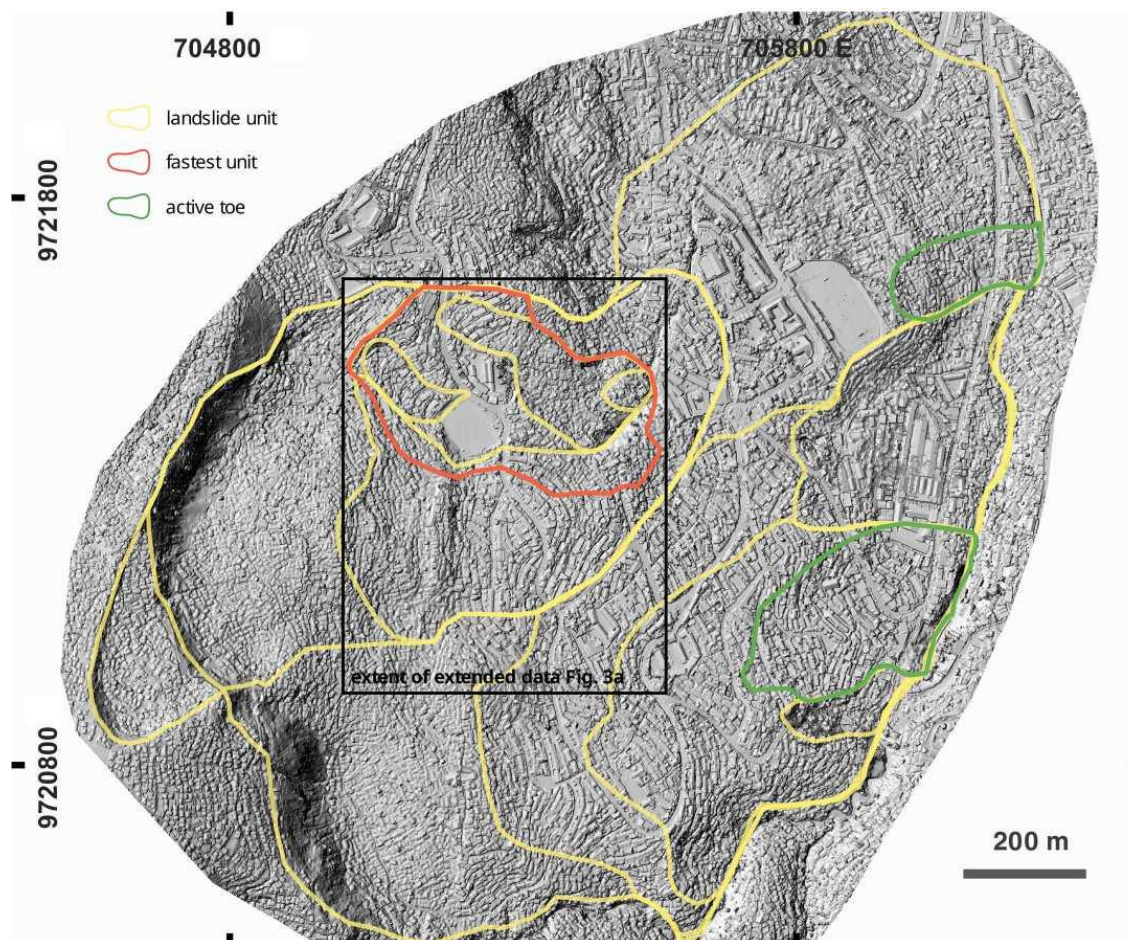 704800
705800 E
landslide unit
fastest unit
active toe
9721800
extent of extended data Fig. 3a
9720800
200 m